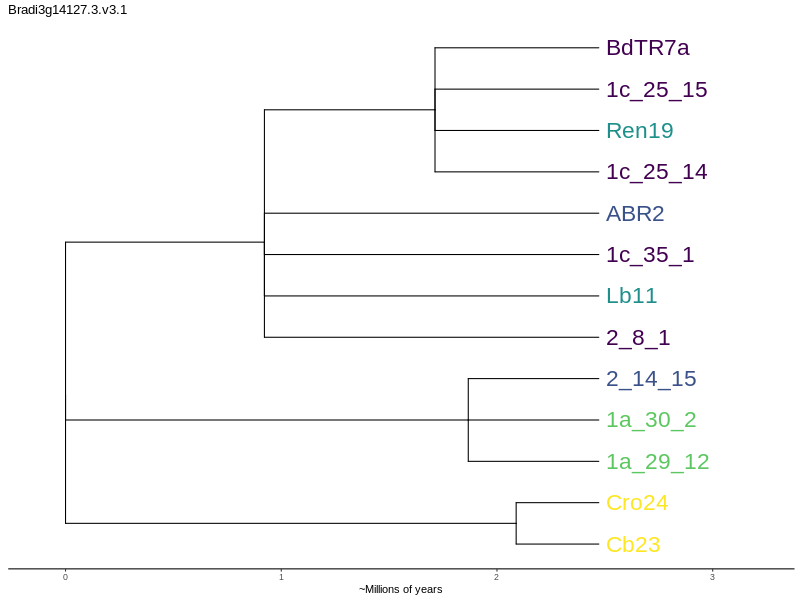 Bradi3g14127.3.v3.1
BdTR7a
1c_25_15
Ren19
1c_25_14
ABR2
1c_35_1
Lb11
2_8_1
2_14_15
1a_30_2
1a_29_12
Cro24
Cb23
0 1 2 3
~Millions of years